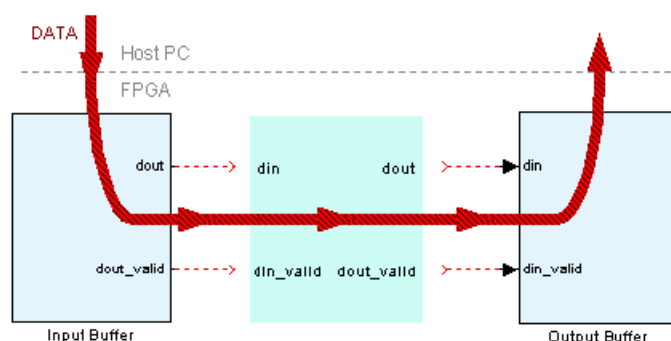 DATA
Host PC
FPGA
dout
din
dout
din
dout_valid
din_valid
dout_valid
din_valid
Input Buffer
Output Buffer